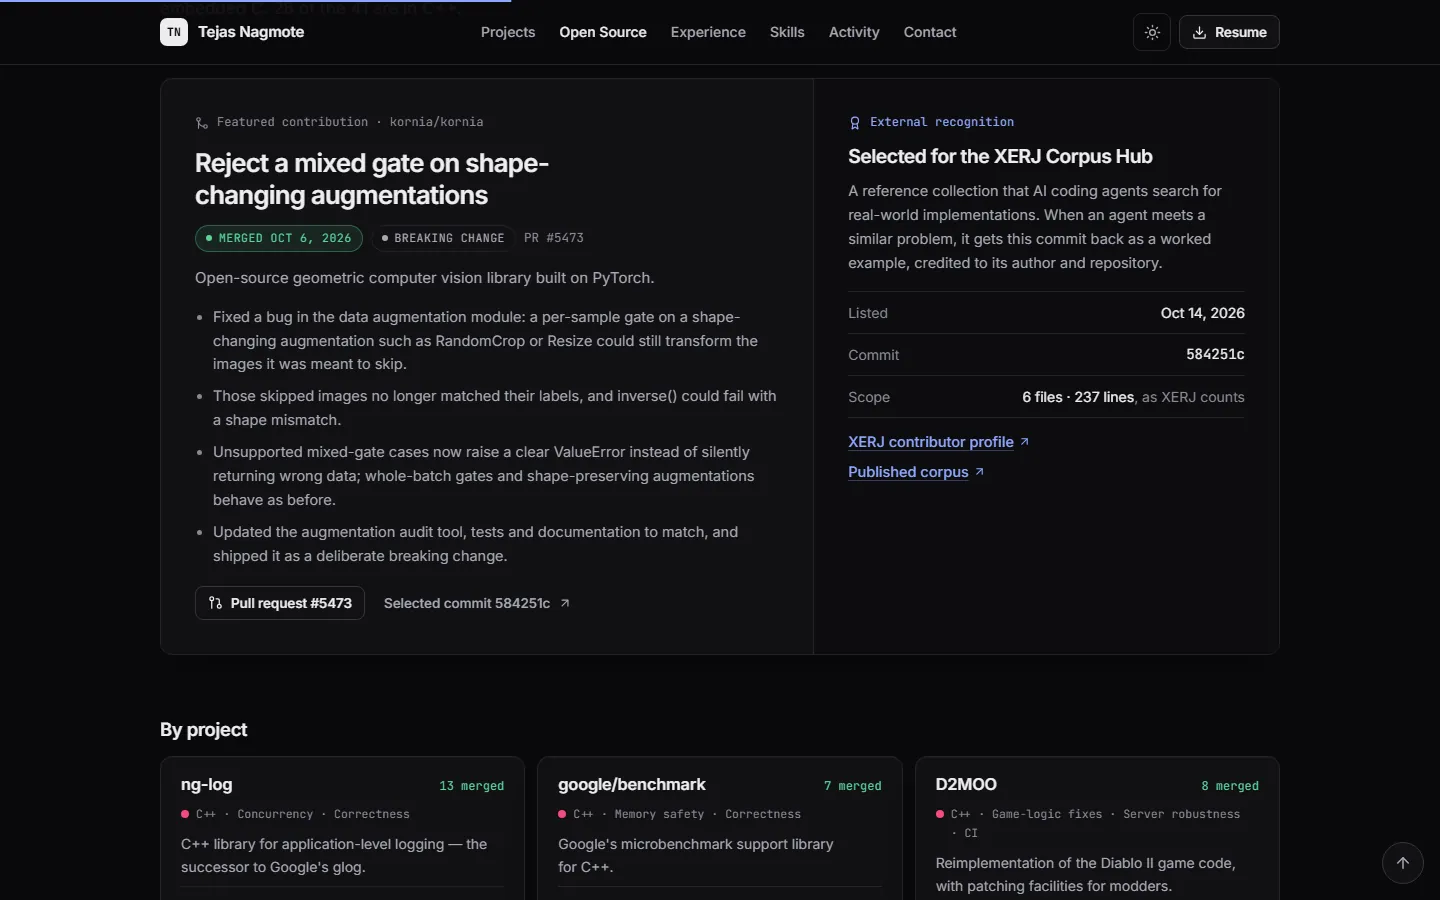 TN Tejas Nagmote
Projects Open Source Experience Skills Activity Contact
Resume
Featured contribution · kornia/kornia
Reject a mixed gate on shape-
changing augmentations
MERGED OCT 6, 2026 BREAKING CHANGE PR #5473
Open-source geometric computer vision library built on PyTorch.
• Fixed a bug in the data augmentation module: a per-sample gate on a shape-
changing augmentation such as RandomCrop or Resize could still transform the
images it was meant to skip.
• Those skipped images no longer matched their labels, and inverse() could fail with
a shape mismatch.
• Unsupported mixed-gate cases now raise a clear ValueError instead of silently
returning wrong data; whole-batch gates and shape-preserving augmentations
behave as before.
• Updated the augmentation audit tool, tests and documentation to match, and
shipped it as a deliberate breaking change.
Pull request #5473 Selected commit 584251c ↗
External recognition
Selected for the XERJ Corpus Hub
A reference collection that AI coding agents search for
real-world implementations. When an agent meets a
similar problem, it gets this commit back as a worked
example, credited to its author and repository.
Listed Oct 14, 2026
Commit 584251c
Scope 6 files · 237 lines, as XERJ counts
XERJ contributor profile ↗
Published corpus ↗
By project
ng-log 13 merged
C++ · Concurrency · Correctness
C++ library for application-level logging — the
successor to Google's glog.
google/benchmark 7 merged
C++ · Memory safety · Correctness
Google's microbenchmark support library
for C++.
D2MOO 8 merged
C++ · Game-logic fixes · Server robustness
· CI
Reimplementation of the Diablo II game code,
with patching facilities for modders.